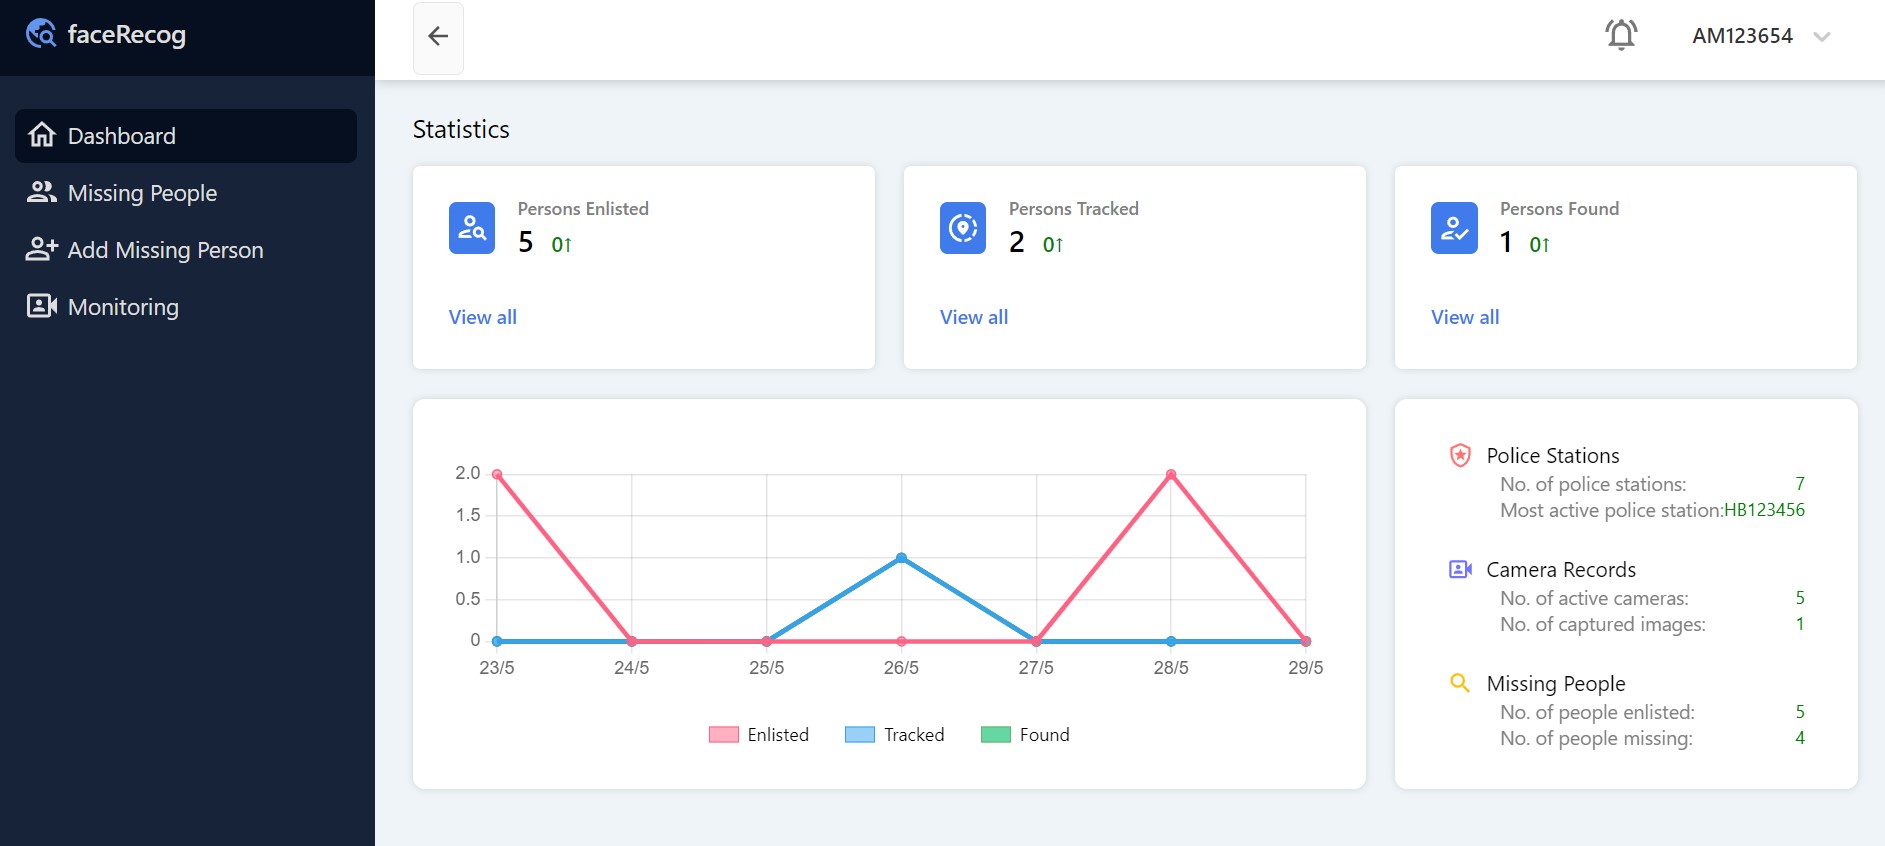 faceRecog
AM123654
Dashboard
Missing People
Add Missing Person
Monitoring
Statistics
Persons Enlisted
5 0↑
View all
Persons Tracked
2 0↑
View all
Persons Found
1 0↑
View all
2.0
1.5
1.0
0.5
0
23/5 24/5 25/5 26/5 27/5 28/5 29/5
Enlisted Tracked Found
Police Stations
No. of police stations: 7
Most active police station:HB123456
Camera Records
No. of active cameras: 5
No. of captured images: 1
Missing People
No. of people enlisted: 5
No. of people missing: 4